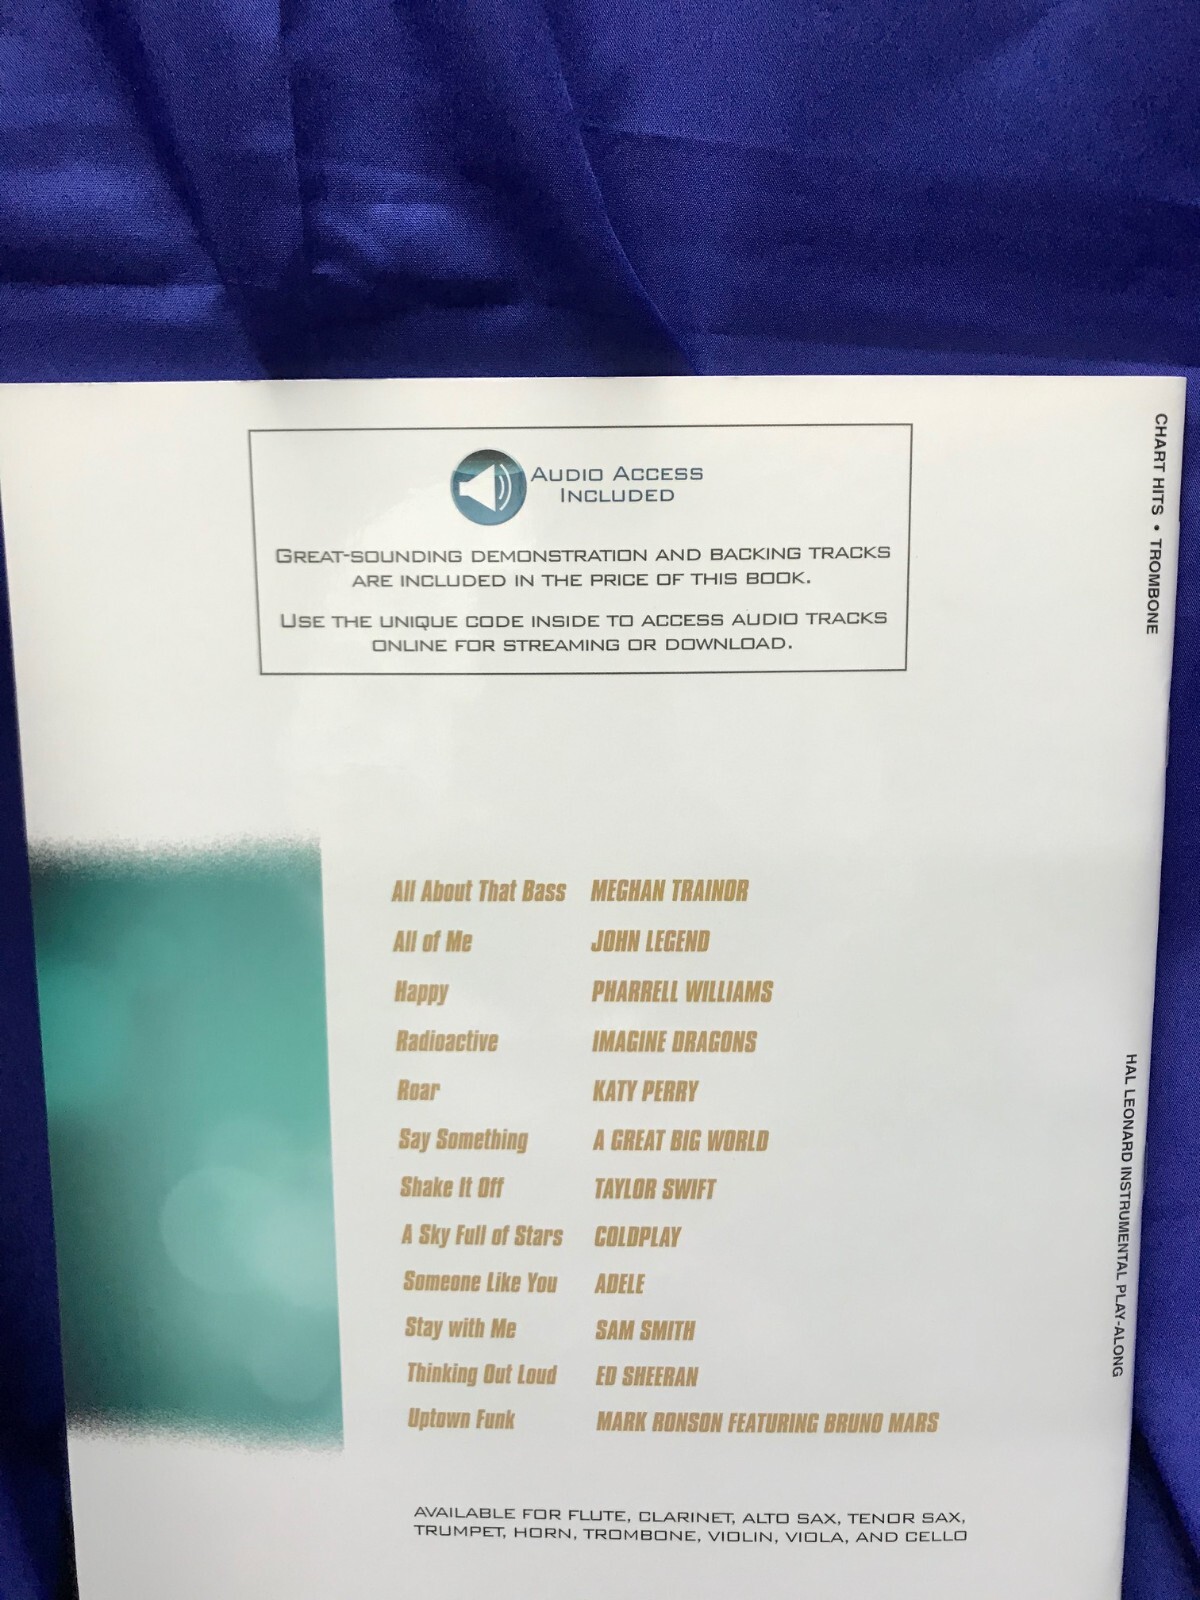 AUDIO ACCESS
INCLUDED
GREAT-SOUNDING DEMONSTRATION AND BACKING TRACKS
ARE INCLUDED IN THE PRICE OF THIS BOOK.
USE THE UNIQUE CODE INSIDE TO ACCESS AUDIO TRACKS
ONLINE FOR STREAMING OR DOWNLOAD.
CHART HITS • TROMBONE
All About That Bass MEGHAN TRAINOR
All of Me JOHN LEGEND
Happy PHARRELL WILLIAMS
Radioactive IMAGINE DRAGONS
Roar KATY PERRY
Say Something A GREAT BIG WORLD
Shake It Off TAYLOR SWIFT
A Sky Full of Stars COLDPLAY
Someone Like You ADELE
Stay with Me SAM SMITH
Thinking Out Loud ED SHEERAN
Uptown Funk MARK RONSON FEATURING BRUNO MARS
HAL LEONARD INSTRUMENTAL PLAY-ALONG
AVAILABLE FOR FLUTE, CLARINET, ALTO SAX, TENOR SAX,
TRUMPET, HORN, TROMBONE, VIOLIN, VIOLA, AND CELLO